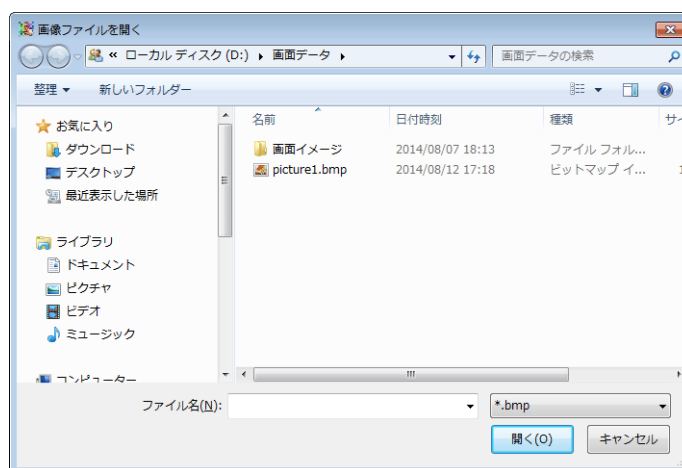 画像ファイルを開く
« ローカル ディスク (D:) 画面データ
画面データの検索
整理 新しいフォルダー
お気に入り
ダウンロード
デスクトップ
最近表示した場所
ライブラリ
ドキュメント
ピクチャ
ビデオ
ミュージック
コンピューター
名前 日付時刻 種類 サイ
画面イメージ 2014/08/07 18:13 ファイル フォル...
picture1.bmp 2014/08/12 17:18 ビットマップ イ... 1
ファイル名(N):
*.bmp
開く(O) キャンセル